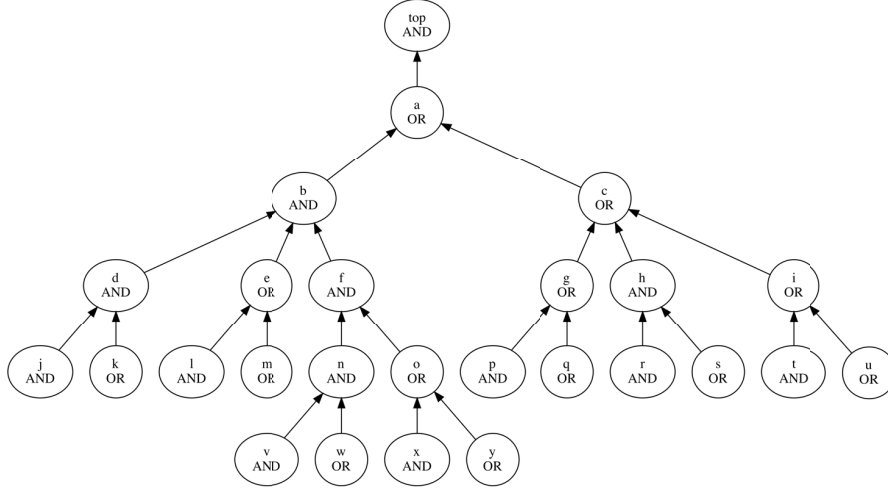 top
AND
a
OR
b
AND
c
OR
d
AND
e
OR
f
AND
g
OR
h
AND
i
OR
j
AND
k
OR
l
AND
m
OR
n
AND
o
OR
p
AND
q
OR
r
AND
s
OR
t
AND
u
OR
v
AND
w
OR
x
AND
y
OR